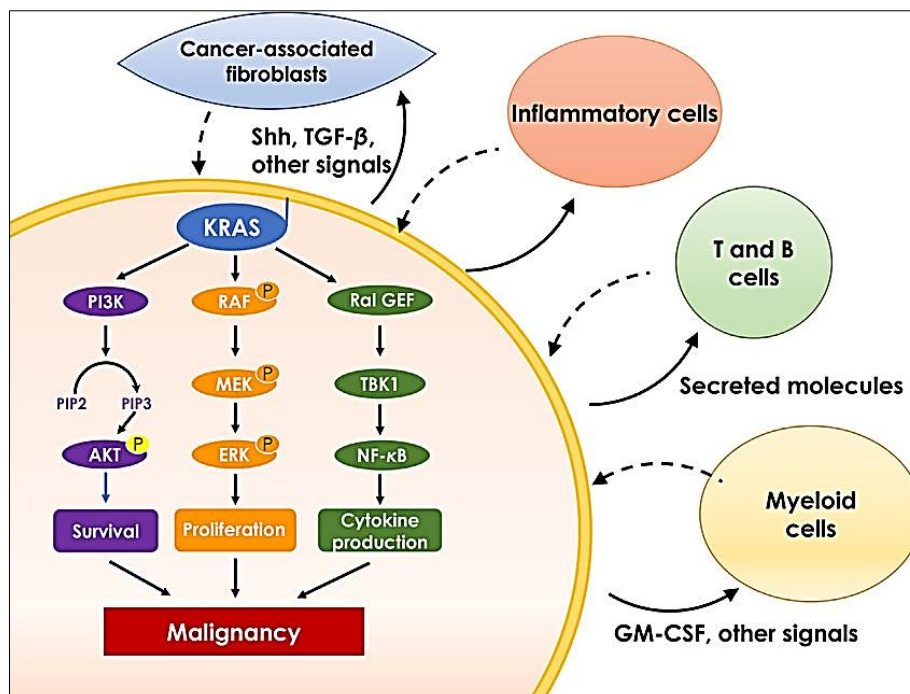 Cancer-associated
fibroblasts
Shh, TGF-β,
other signals
Inflammatory cells
T and B
cells
Secreted molecules
Myeloid
cells
GM-CSF, other signals
KRAS
PI3K
RAF
P
Ral GEF
MEK
P
TBK1
PIP2
PIP3
AKT
P
ERK
P
NF-κB
Survival
Proliferation
Cytokine
production
Malignancy